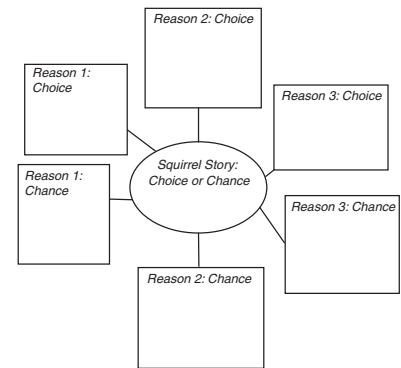 Reason 2: Choice
Reason 1:
Choice
Reason 3: Choice
Squirrel Story:
Choice or Chance
Reason 1:
Chance
Reason 3: Chance
Reason 2: Chance